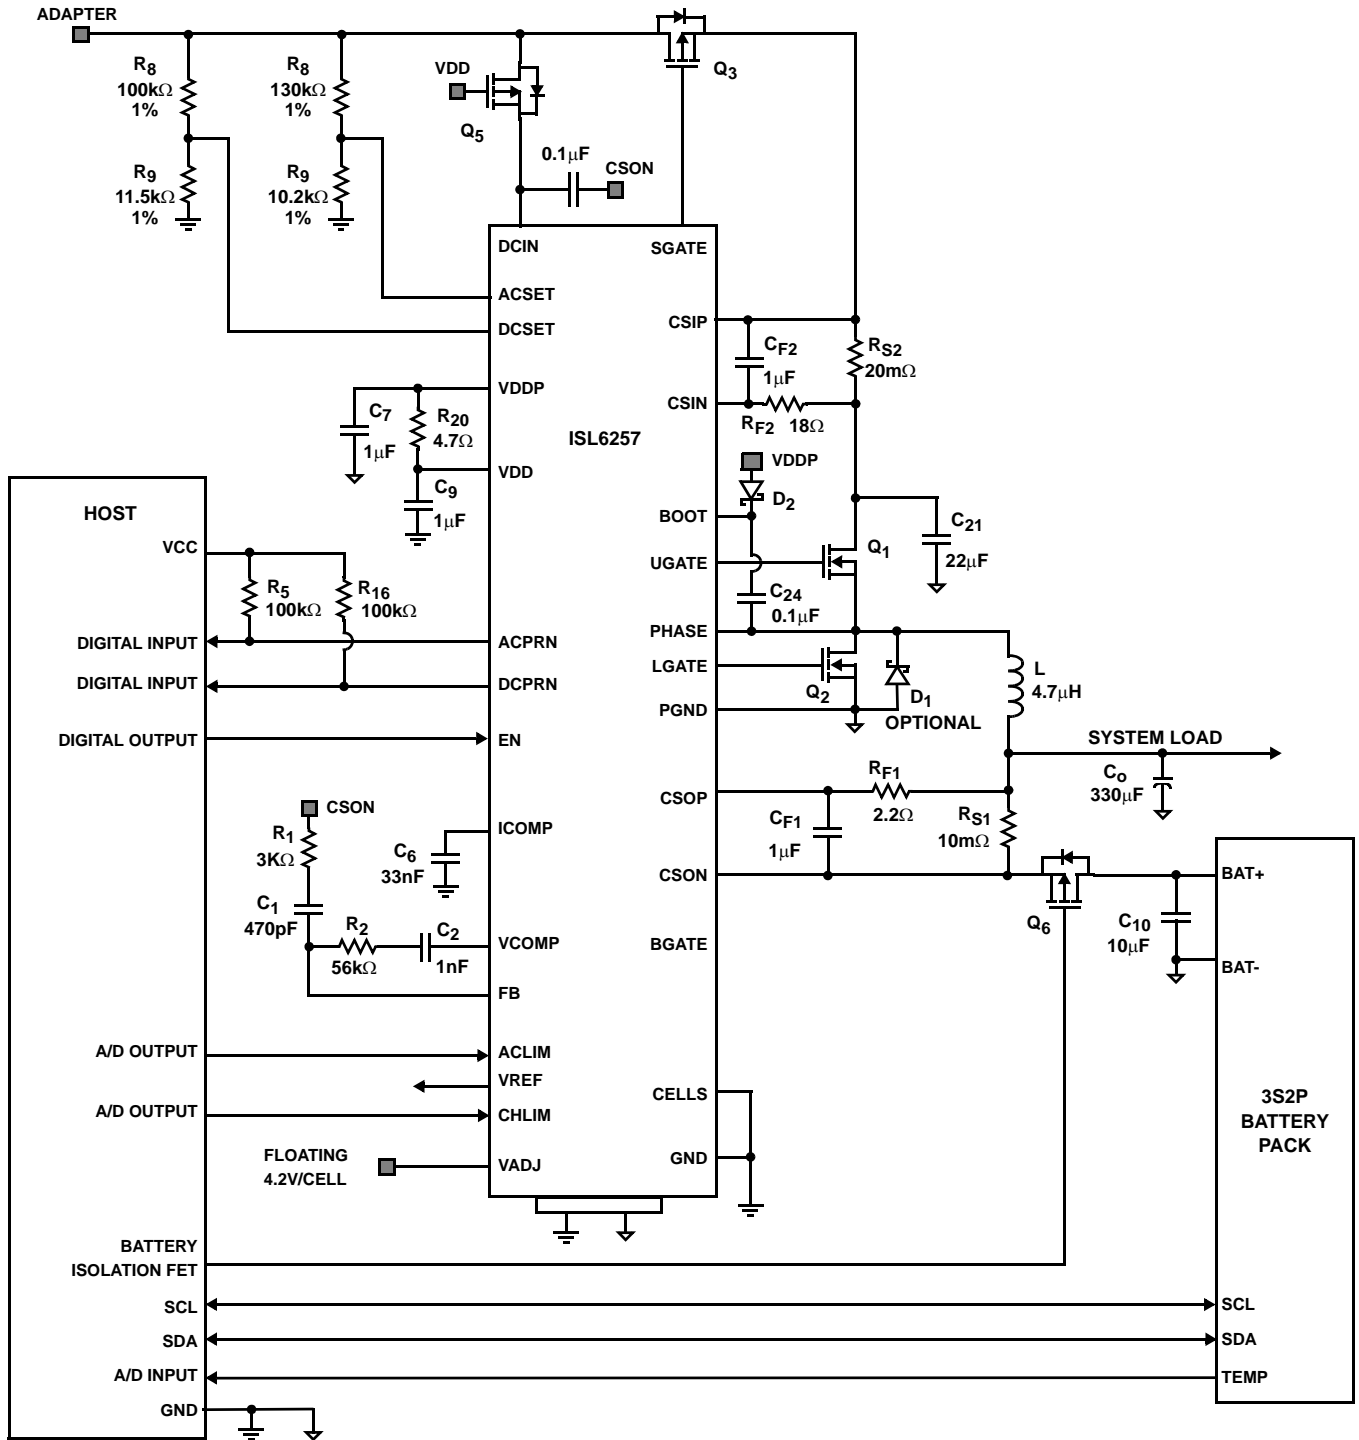 ADAPTER
R8
100kΩ
1%
R8
130kΩ
1%
VDD
Q5
Q3
R9
11.5kΩ
1%
R9
10.2kΩ
1%
0.1μF
CSON
DCIN
SGATE
ACSET
DCSET
CSIP
CF2
1μF
RS2
20mΩ
VDDP
CSIN
C7
1μF
R20
4.7Ω
RF2
18Ω
ISL6257
VDD
VDDP
D2
C9
1μF
BOOT
C21
22μF
HOST
VCC
UGATE
Q1
R5
100kΩ
R16
100kΩ
C24
0.1μF
DIGITAL INPUT
ACPRN
PHASE
LGATE
Q2
D1
OPTIONAL
L
4.7μH
DIGITAL INPUT
DCPRN
PGND
DIGITAL OUTPUT
EN
SYSTEM LOAD
Co
330μF
CSON
CSOP
RF1
2.2Ω
R1
3KΩ
ICOMP
CF1
1μF
RS1
10mΩ
C6
33nF
CSON
BAT+
C1
470pF
R2
56kΩ
C2
1nF
VCOMP
BGATE
Q6
C10
10μF
BAT-
FB
A/D OUTPUT
ACLIM
VREF
CELLS
A/D OUTPUT
CHLIM
3S2P
BATTERY
PACK
FLOATING
4.2V/CELL
VADJ
GND
BATTERY
ISOLATION FET
SCL
SCL
SDA
SDA
A/D INPUT
TEMP
GND